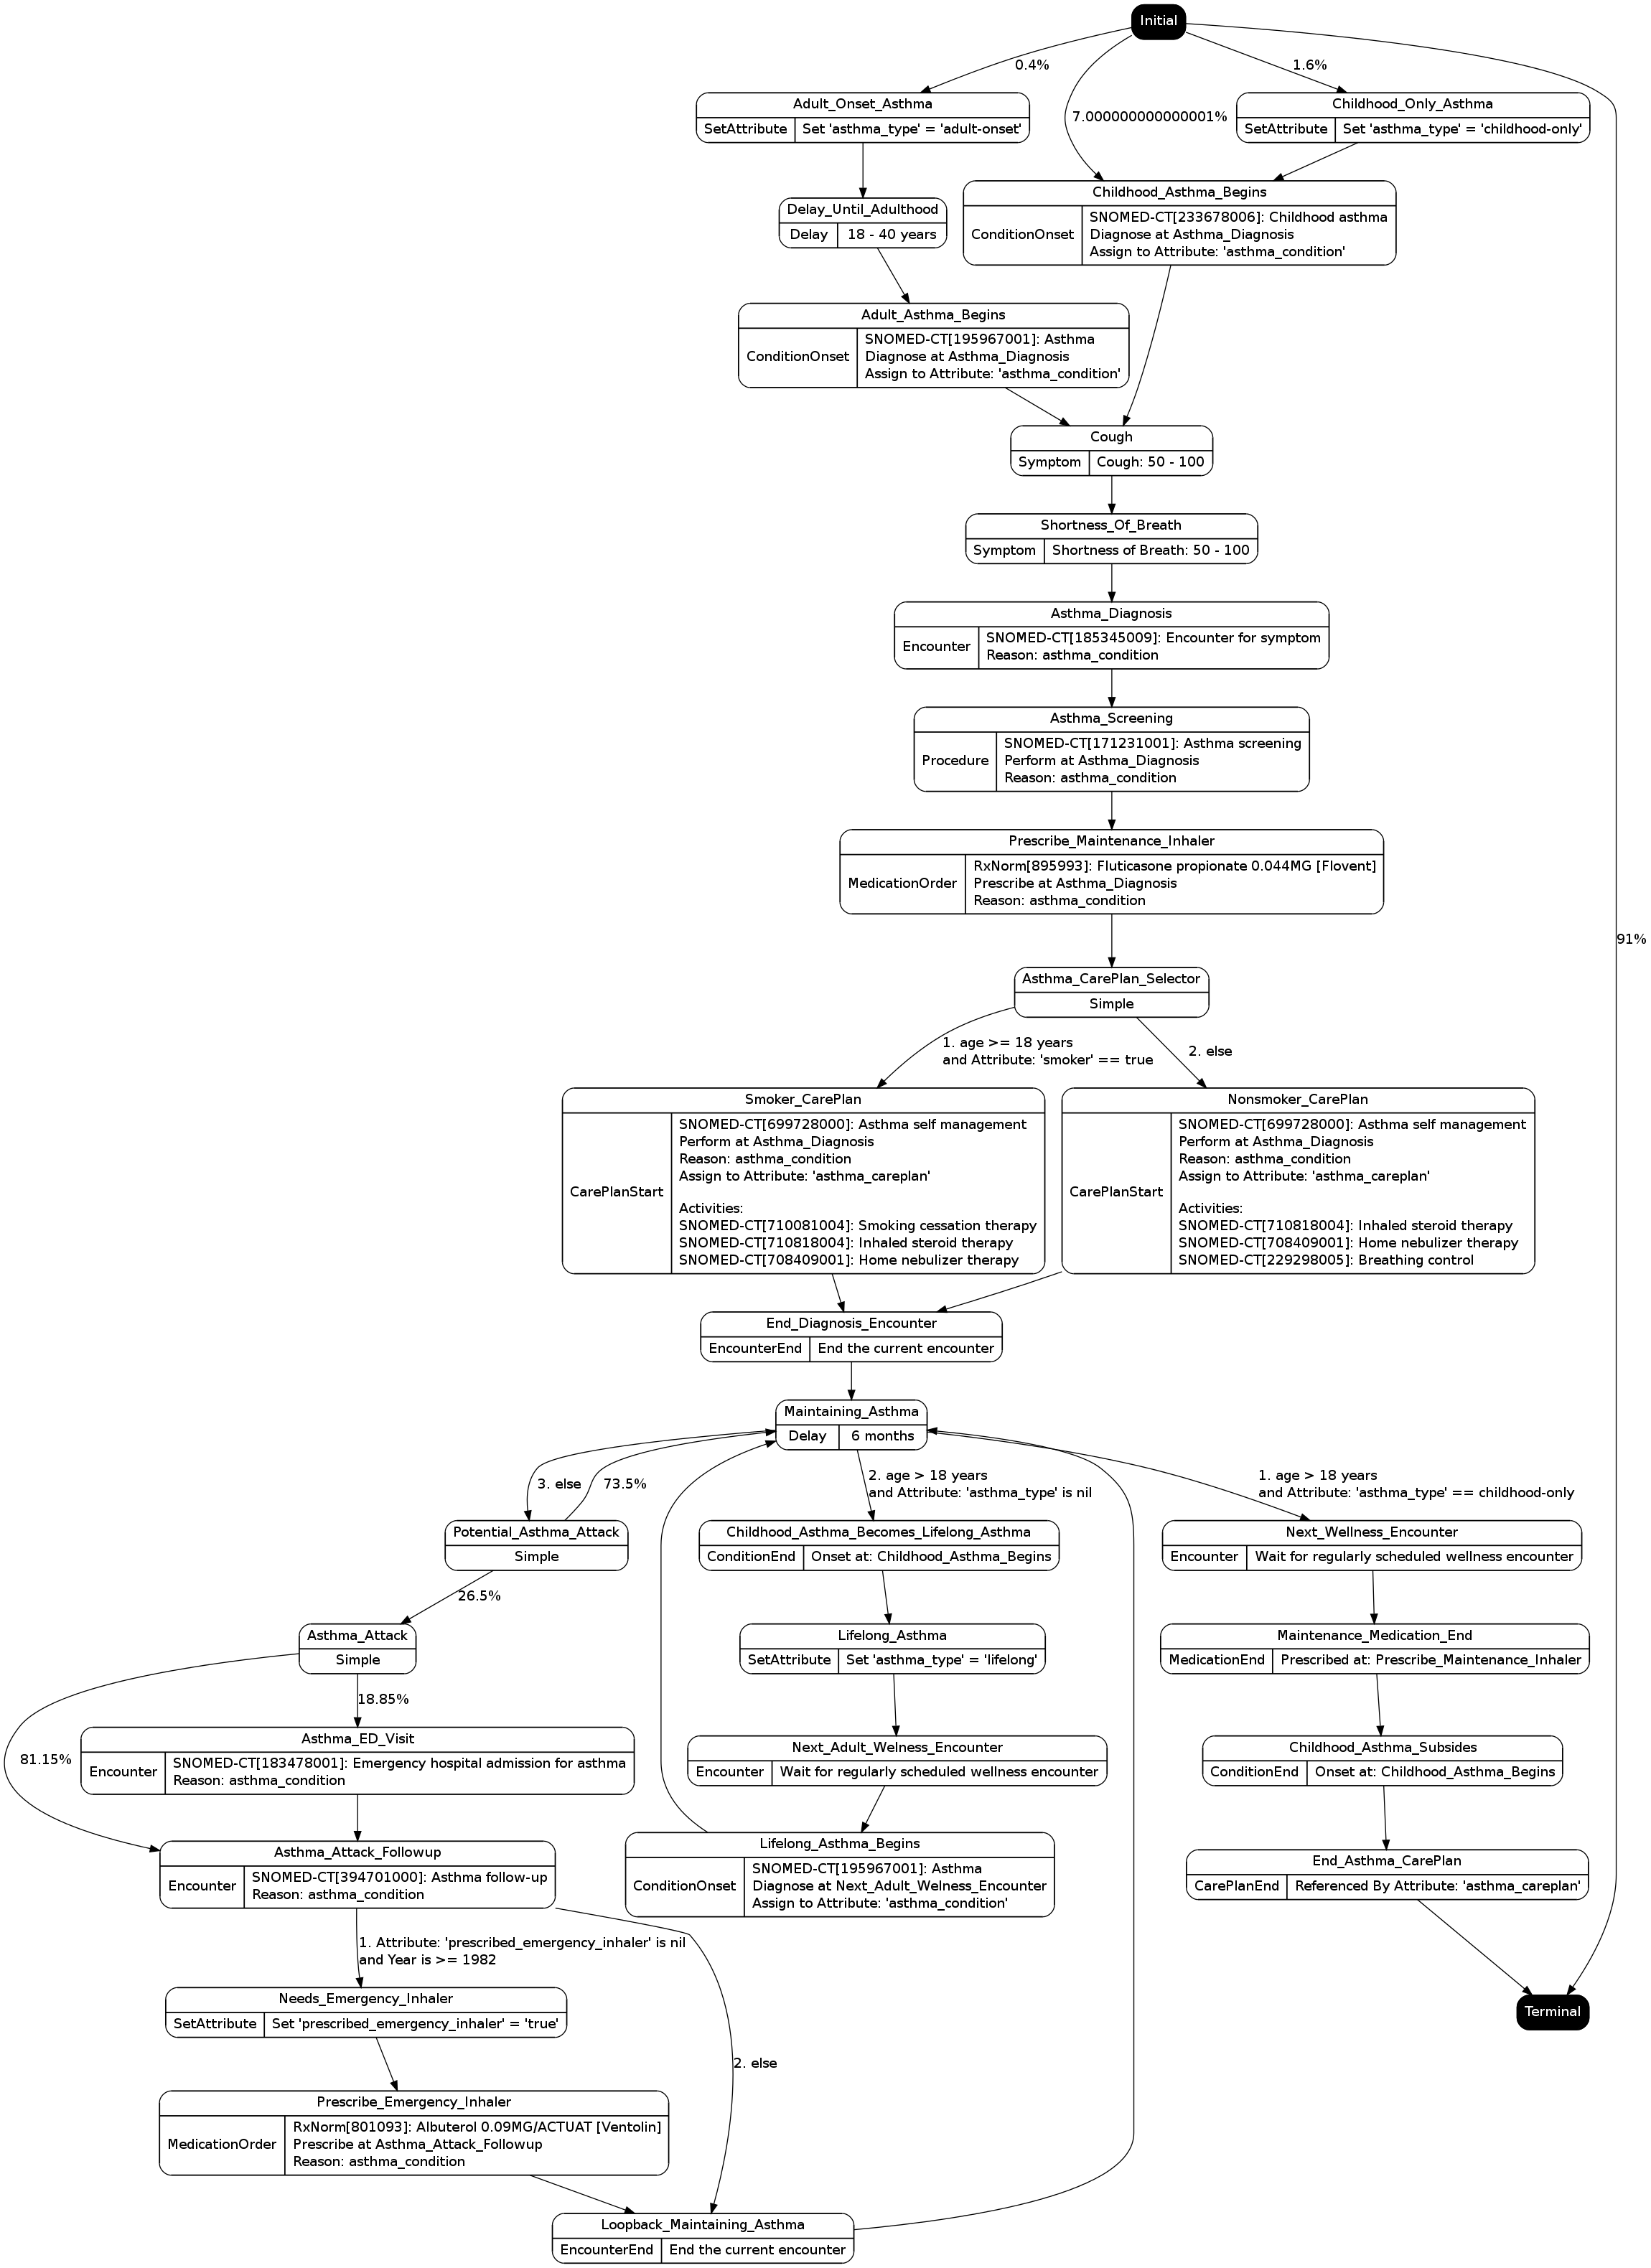 Initial
0.4%
7.000000000000001%
1.6%
Adult_Onset_Asthma
SetAttribute
Set 'asthma_type' = 'adult-onset'
Childhood_Only_Asthma
SetAttribute
Set 'asthma_type' = 'childhood-only'
Delay_Until_Adulthood
Delay
18 - 40 years
Childhood_Asthma_Begins
ConditionOnset
SNOMED-CT[233678006]: Childhood asthma
Diagnose at Asthma_Diagnosis
Assign to Attribute: 'asthma_condition'
Adult_Asthma_Begins
ConditionOnset
SNOMED-CT[195967001]: Asthma
Diagnose at Asthma_Diagnosis
Assign to Attribute: 'asthma_condition'
Cough
Symptom
Cough: 50 - 100
Shortness_Of_Breath
Symptom
Shortness of Breath: 50 - 100
Asthma_Diagnosis
Encounter
SNOMED-CT[185345009]: Encounter for symptom
Reason: asthma_condition
Asthma_Screening
Procedure
SNOMED-CT[171231001]: Asthma screening
Perform at Asthma_Diagnosis
Reason: asthma_condition
Prescribe_Maintenance_Inhaler
MedicationOrder
RxNorm[895993]: Fluticasone propionate 0.044MG [Flovent]
Prescribe at Asthma_Diagnosis
Reason: asthma_condition
91%
Asthma_CarePlan_Selector
Simple
1. age >= 18 years
and Attribute: 'smoker' == true
2. else
Smoker_CarePlan
CarePlanStart
SNOMED-CT[699728000]: Asthma self management
Perform at Asthma_Diagnosis
Reason: asthma_condition
Assign to Attribute: 'asthma_careplan'
Activities:
SNOMED-CT[710081004]: Smoking cessation therapy
SNOMED-CT[710818004]: Inhaled steroid therapy
SNOMED-CT[708409001]: Home nebulizer therapy
Nonsmoker_CarePlan
CarePlanStart
SNOMED-CT[699728000]: Asthma self management
Perform at Asthma_Diagnosis
Reason: asthma_condition
Assign to Attribute: 'asthma_careplan'
Activities:
SNOMED-CT[710818004]: Inhaled steroid therapy
SNOMED-CT[708409001]: Home nebulizer therapy
SNOMED-CT[229298005]: Breathing control
End_Diagnosis_Encounter
EncounterEnd
End the current encounter
Maintaining_Asthma
Delay
6 months
3. else
73.5%
2. age > 18 years
and Attribute: 'asthma_type' is nil
1. age > 18 years
and Attribute: 'asthma_type' == childhood-only
Potential_Asthma_Attack
Simple
Childhood_Asthma_Becomes_Lifelong_Asthma
ConditionEnd
Onset at: Childhood_Asthma_Begins
Next_Wellness_Encounter
Encounter
Wait for regularly scheduled wellness encounter
26.5%
Asthma_Attack
Simple
Lifelong_Asthma
SetAttribute
Set 'asthma_type' = 'lifelong'
Maintenance_Medication_End
MedicationEnd
Prescribed at: Prescribe_Maintenance_Inhaler
18.85%
81.15%
Asthma_ED_Visit
Encounter
SNOMED-CT[183478001]: Emergency hospital admission for asthma
Reason: asthma_condition
Next_Adult_Welness_Encounter
Encounter
Wait for regularly scheduled wellness encounter
Childhood_Asthma_Subsides
ConditionEnd
Onset at: Childhood_Asthma_Begins
Asthma_Attack_Followup
Encounter
SNOMED-CT[394701000]: Asthma follow-up
Reason: asthma_condition
Lifelong_Asthma_Begins
ConditionOnset
SNOMED-CT[195967001]: Asthma
Diagnose at Next_Adult_Welness_Encounter
Assign to Attribute: 'asthma_condition'
End_Asthma_CarePlan
CarePlanEnd
Referenced By Attribute: 'asthma_careplan'
1. Attribute: 'prescribed_emergency_inhaler' is nil
and Year is >= 1982
Needs_Emergency_Inhaler
SetAttribute
Set 'prescribed_emergency_inhaler' = 'true'
Terminal
2. else
Prescribe_Emergency_Inhaler
MedicationOrder
RxNorm[801093]: Albuterol 0.09MG/ACTUAT [Ventolin]
Prescribe at Asthma_Attack_Followup
Reason: asthma_condition
Loopback_Maintaining_Asthma
EncounterEnd
End the current encounter